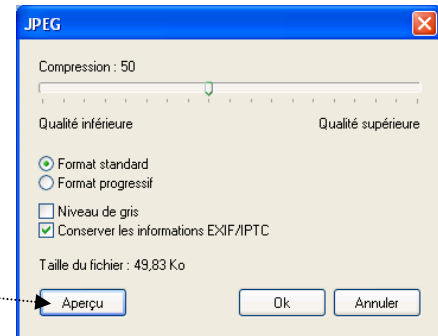 JPEG
Compression : 50
Qualité inférieure Qualité supérieure
Format standard
Format progressif
Niveau de gris
Conserver les informations EXIF/IPTC
Taille du fichier : 49,83 Ko
Aperçu Ok Annuler